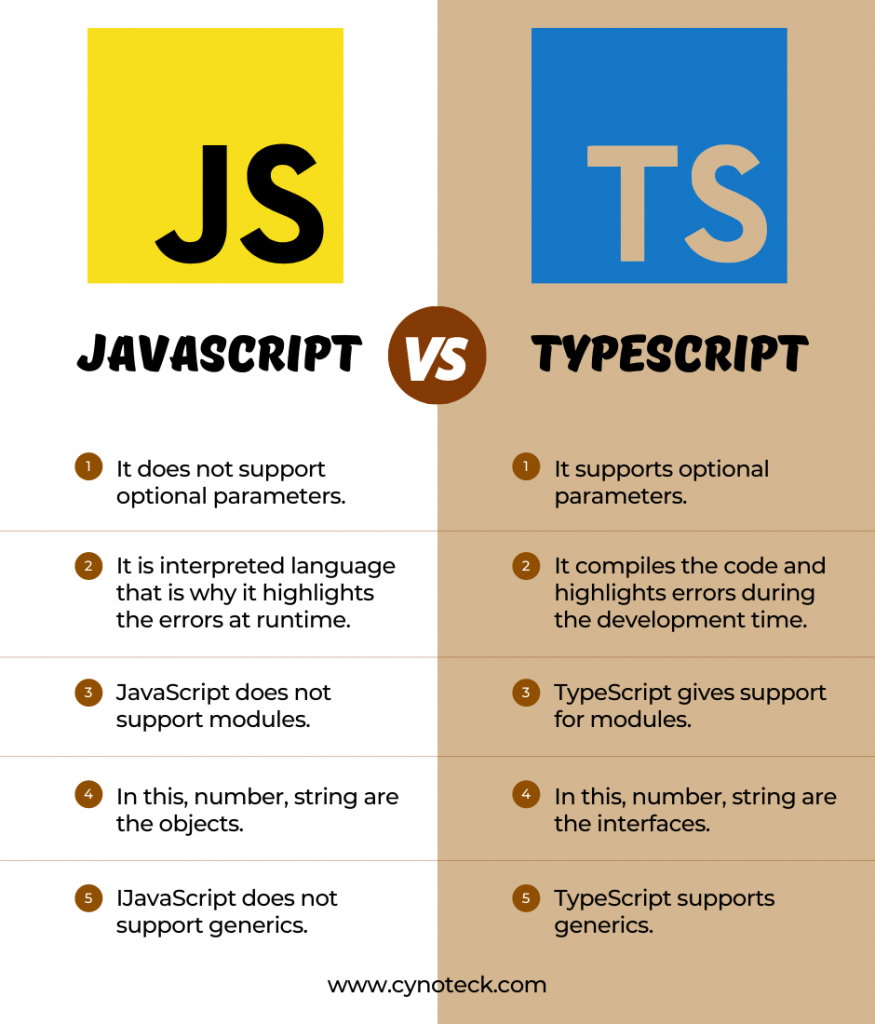 JS
TS
JAVASCRIPT
VS
TYPESCRIPT
1 It does not support
optional parameters.
1 It supports optional
parameters.
2 It is interpreted language
that is why it highlights
the errors at runtime.
2 It compiles the code and
highlights errors during
the development time.
3 JavaScript does not
support modules.
3 TypeScript gives support
for modules.
4 In this, number, string are
the objects.
4 In this, number, string are
the interfaces.
5 IJavaScript does not
support generics.
5 TypeScript supports
generics.
www.cynoteck.com